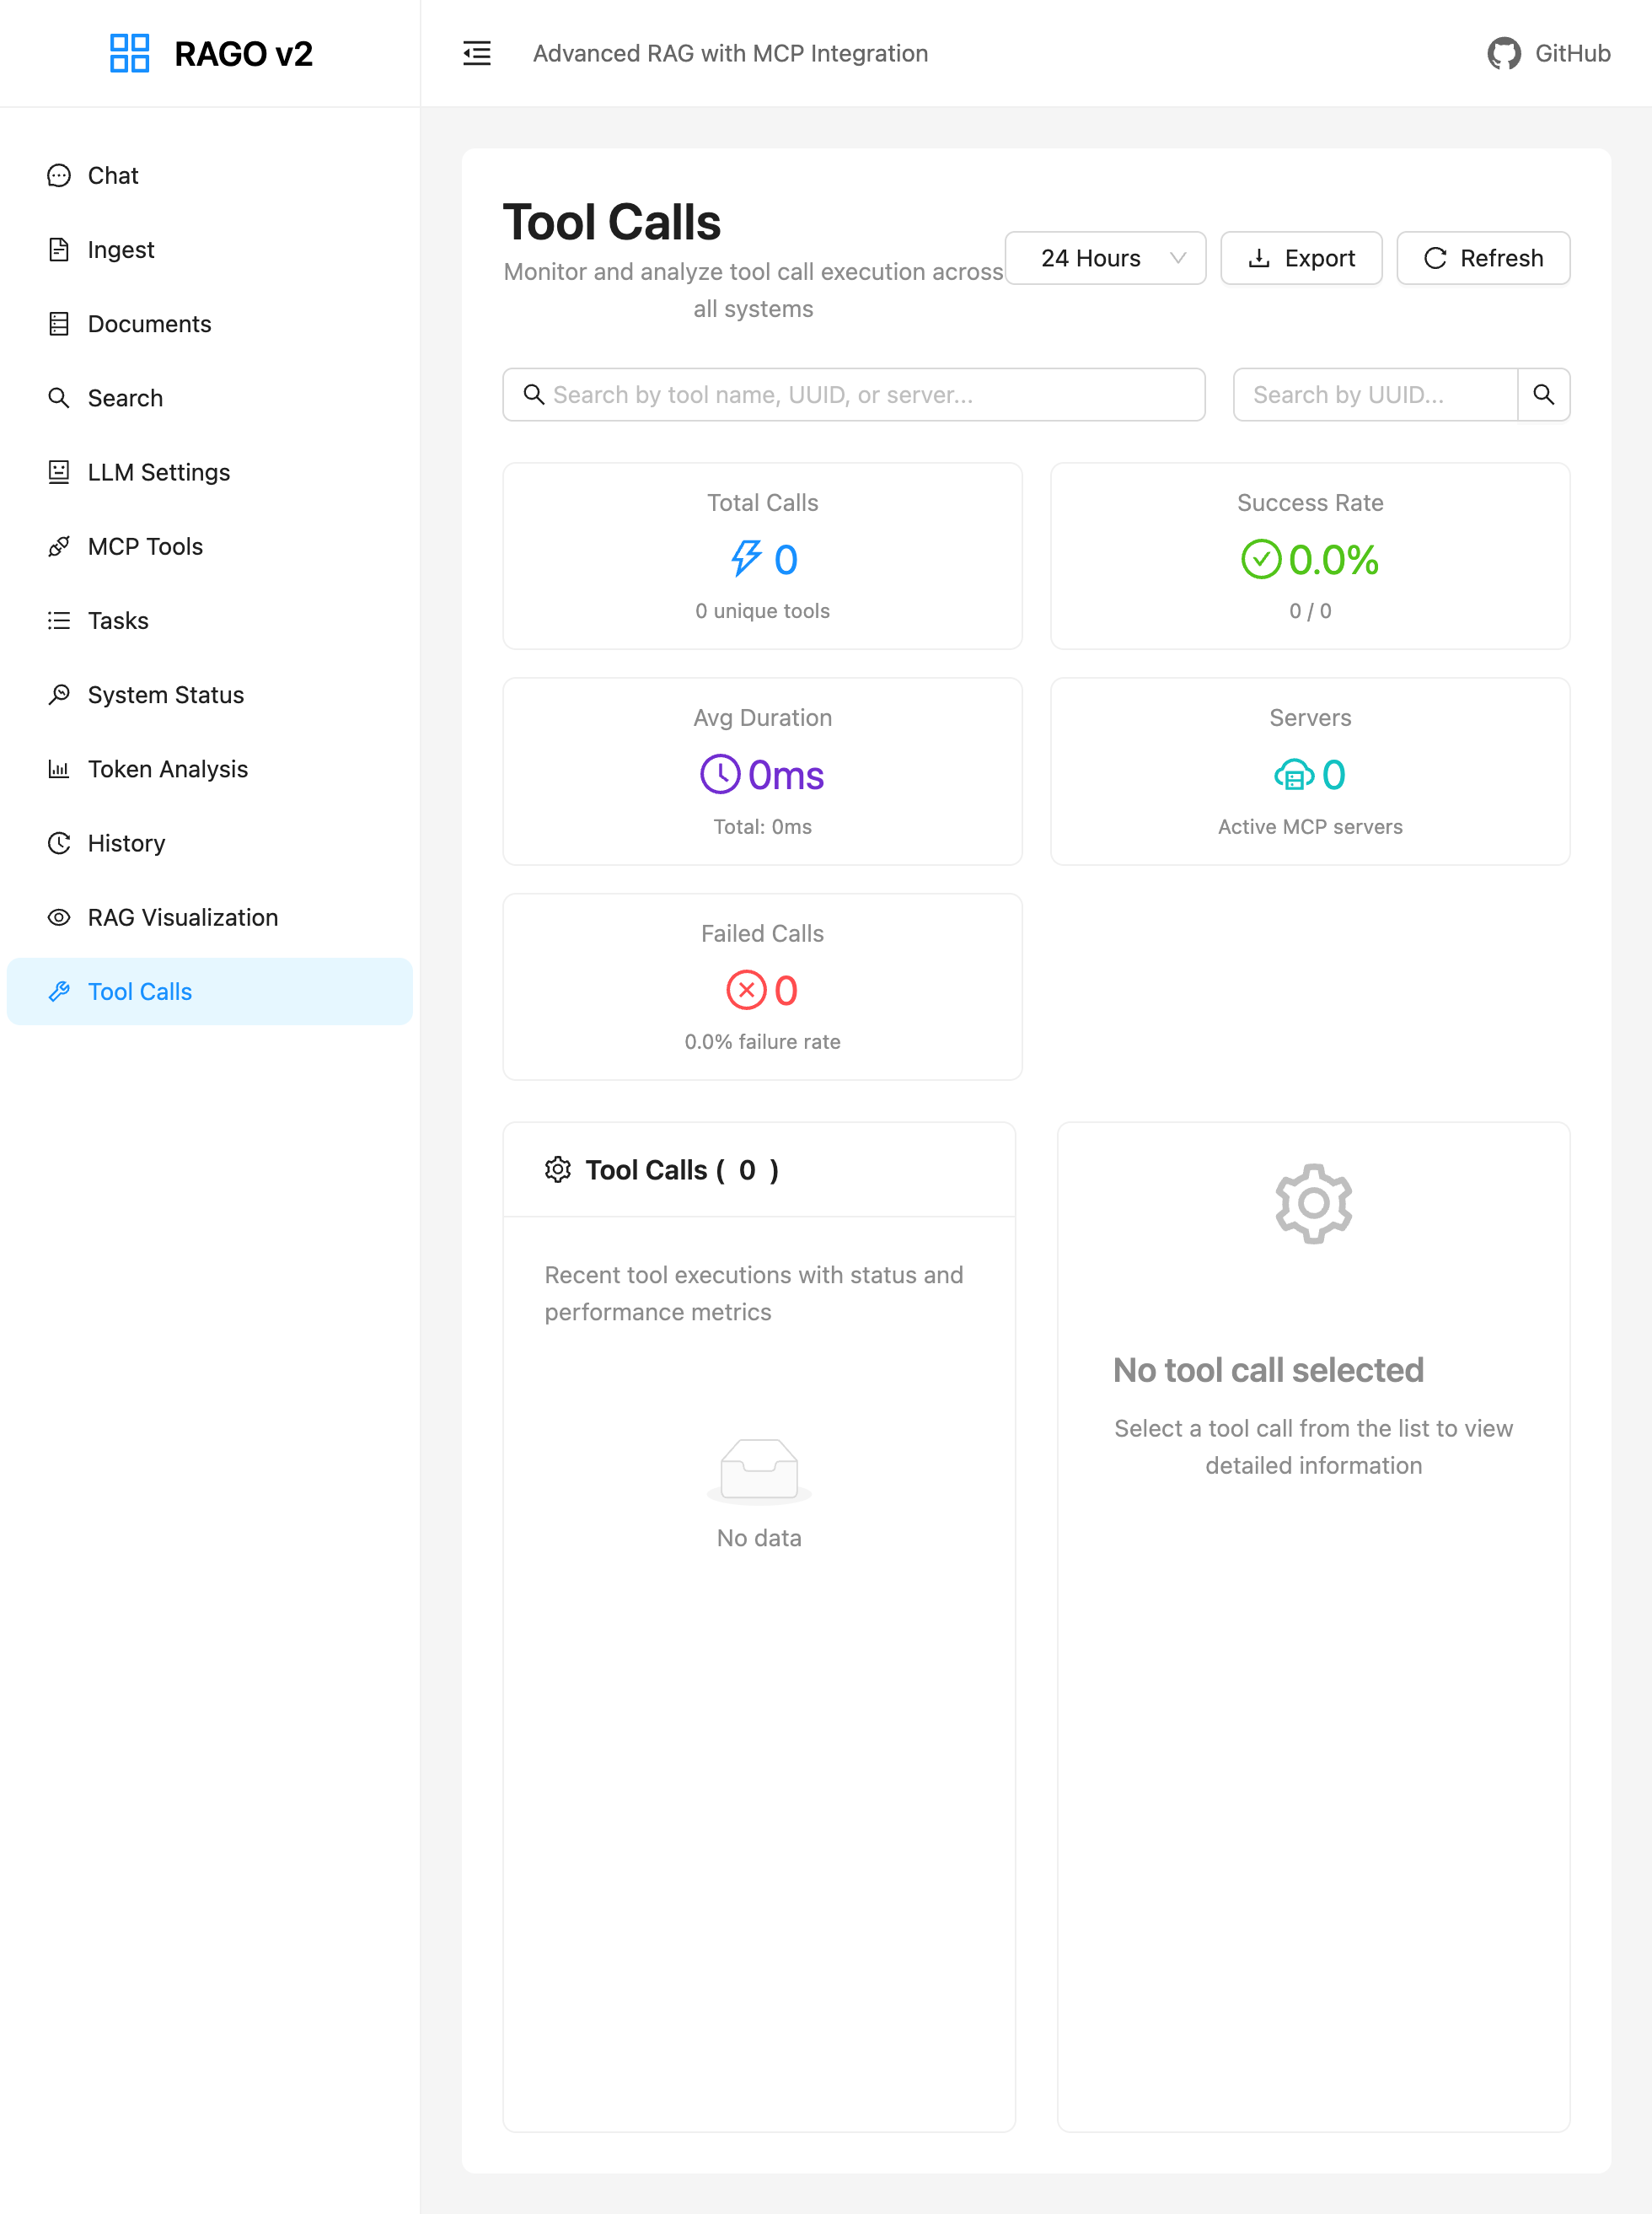 RAGO v2
Advanced RAG with MCP Integration
GitHub
Chat
Ingest
Documents
Search
LLM Settings
MCP Tools
Tasks
System Status
Token Analysis
History
RAG Visualization
Tool Calls
Tool Calls
Monitor and analyze tool call execution across
all systems
24 Hours
Export
Refresh
Search by tool name, UUID, or server...
Search by UUID...
Total Calls
0
0 unique tools
Success Rate
0.0%
0 / 0
Avg Duration
0ms
Total: 0ms
Servers
0
Active MCP servers
Failed Calls
0
0.0% failure rate
Tool Calls ( 0 )
Recent tool executions with status and
performance metrics
No data
No tool call selected
Select a tool call from the list to view
detailed information